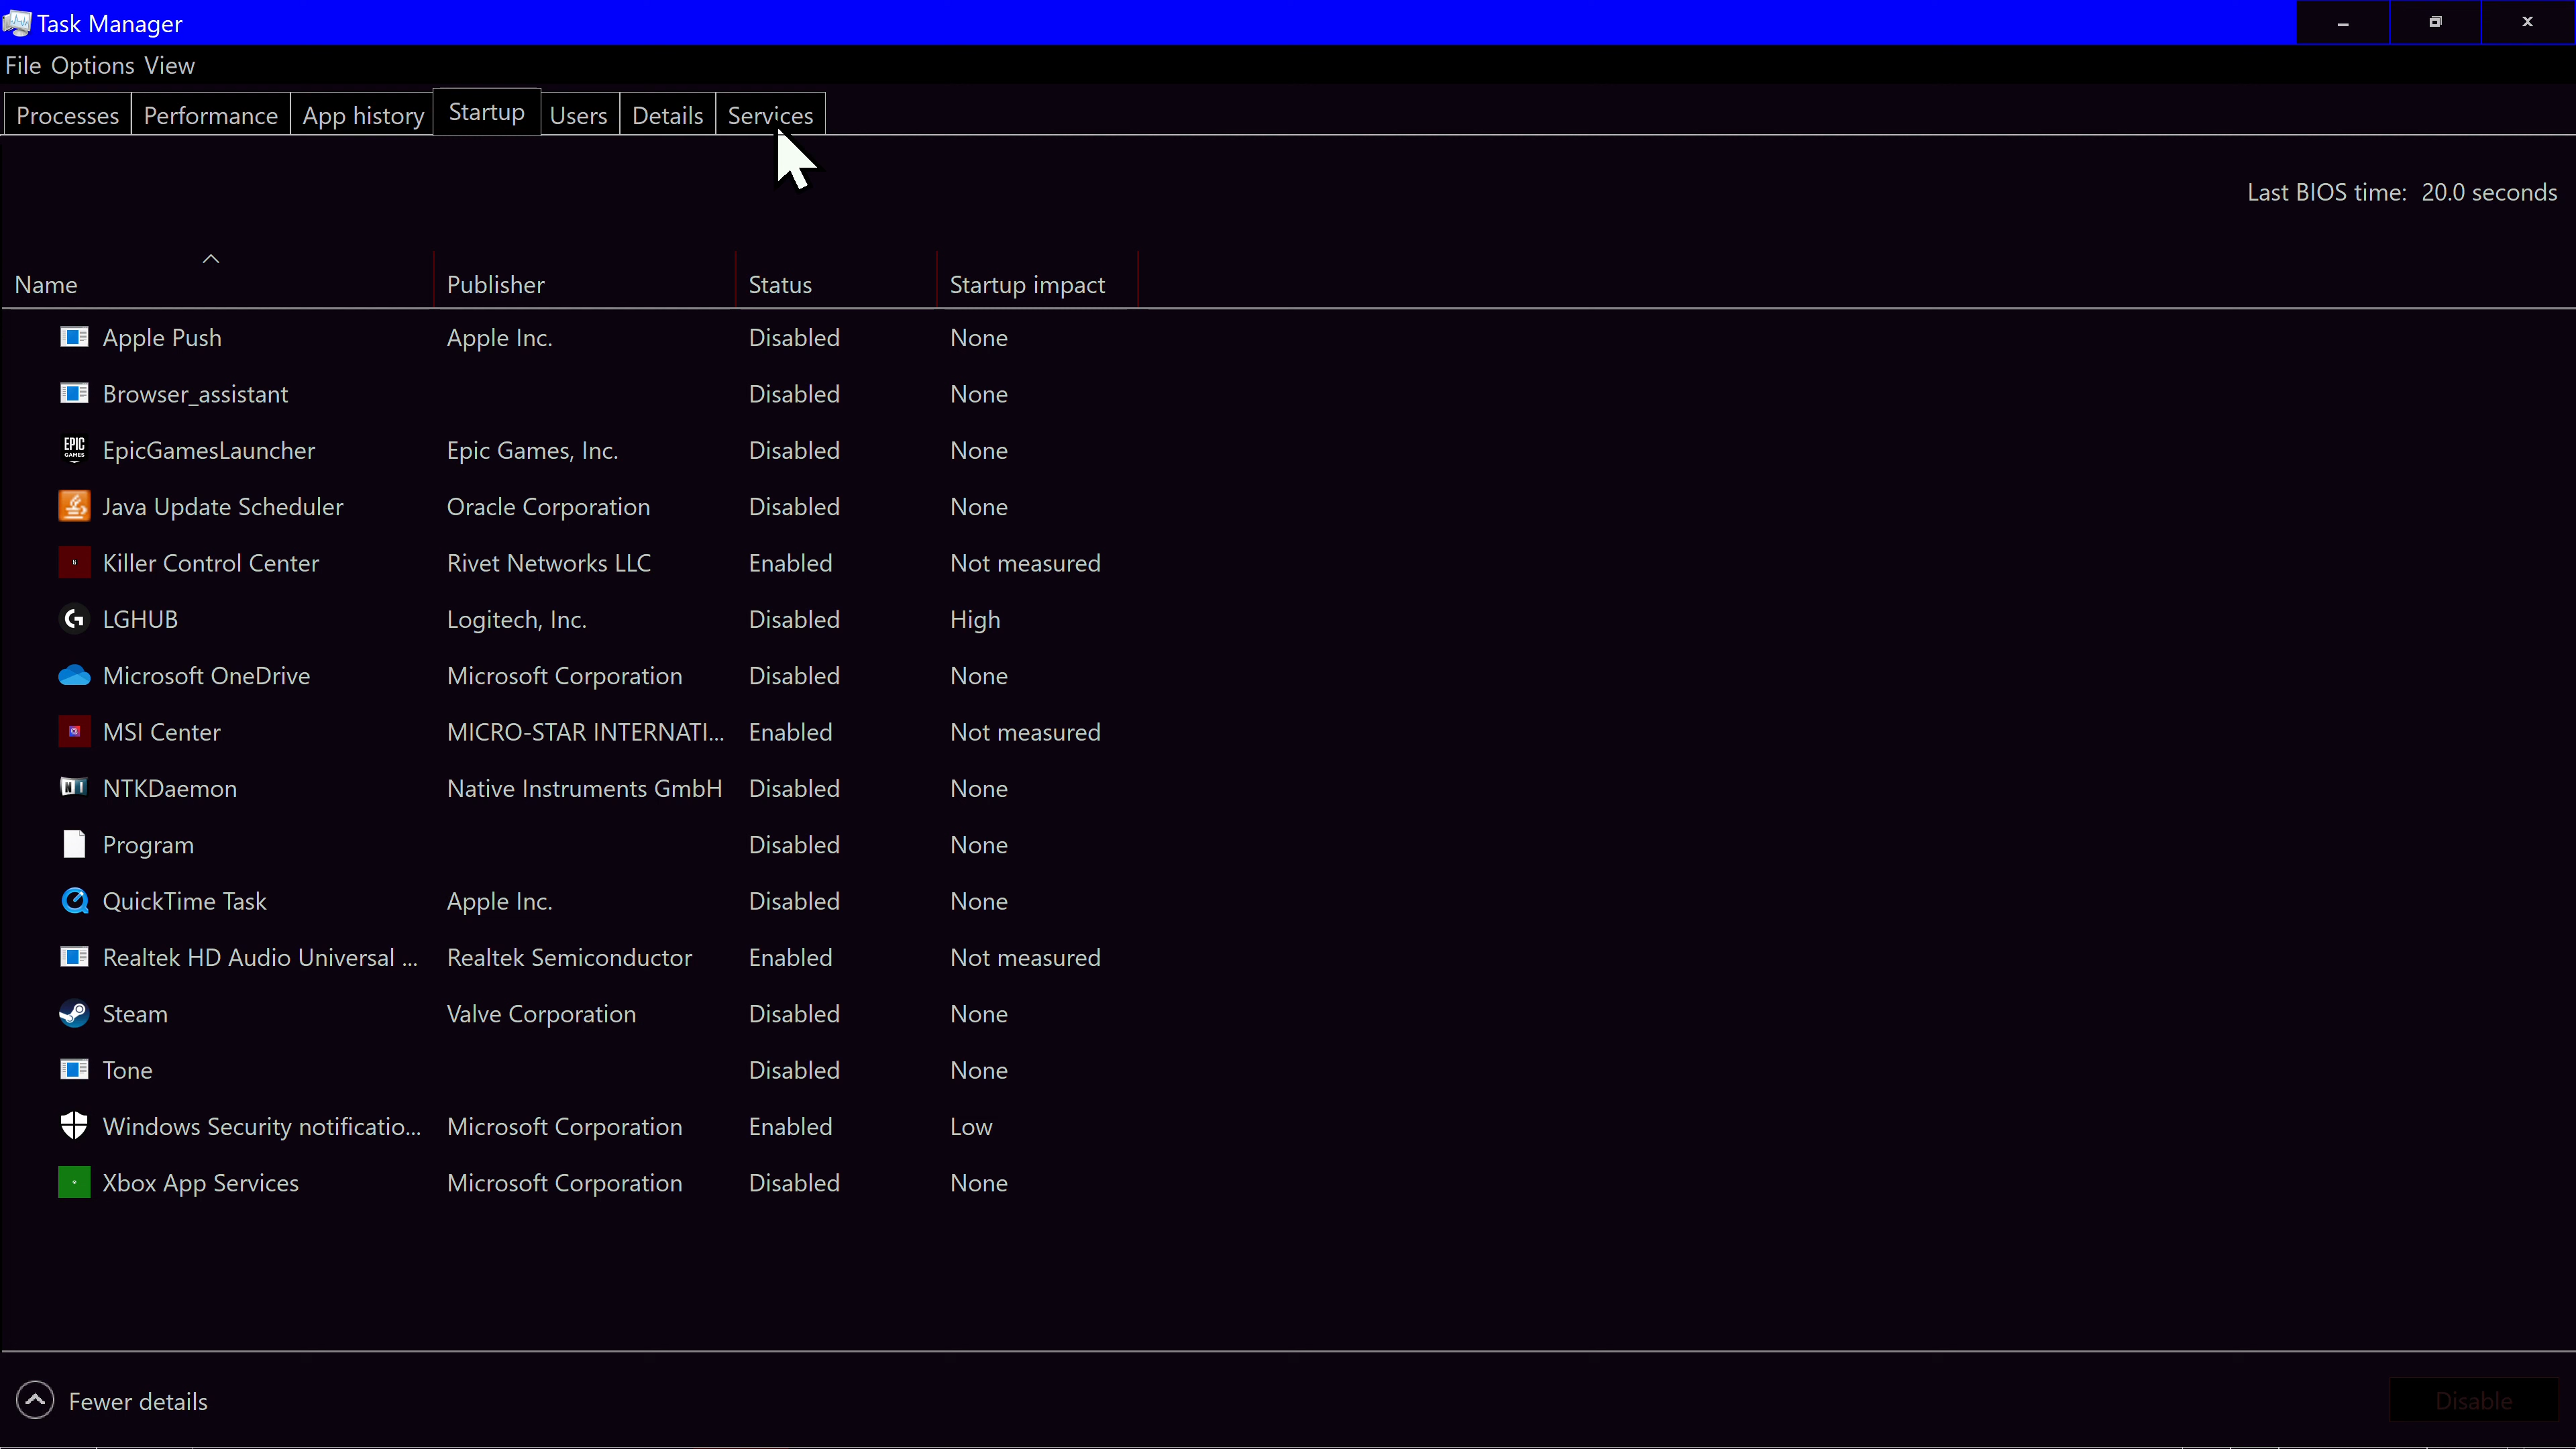 Task Manager
File Options View
Processes Performance App history Startup Users Details Services
Last BIOS time: 20.0 seconds
Name Publisher Status Startup impact
Apple Push Apple Inc. Disabled None
Browser_assistant Disabled None
EPIC GAMES EpicGamesLauncher Epic Games, Inc. Disabled None
Java Update Scheduler Oracle Corporation Disabled None
Killer Control Center Rivet Networks LLC Enabled Not measured
LGHUB Logitech, Inc. Disabled High
Microsoft OneDrive Microsoft Corporation Disabled None
MSI Center MICRO-STAR INTERNATI... Enabled Not measured
NTKDaemon Native Instruments GmbH Disabled None
Program Disabled None
QuickTime Task Apple Inc. Disabled None
Realtek HD Audio Universal ... Realtek Semiconductor Enabled Not measured
Steam Valve Corporation Disabled None
Tone Disabled None
Windows Security notificatio... Microsoft Corporation Enabled Low
Xbox App Services Microsoft Corporation Disabled None
Fewer details Disable